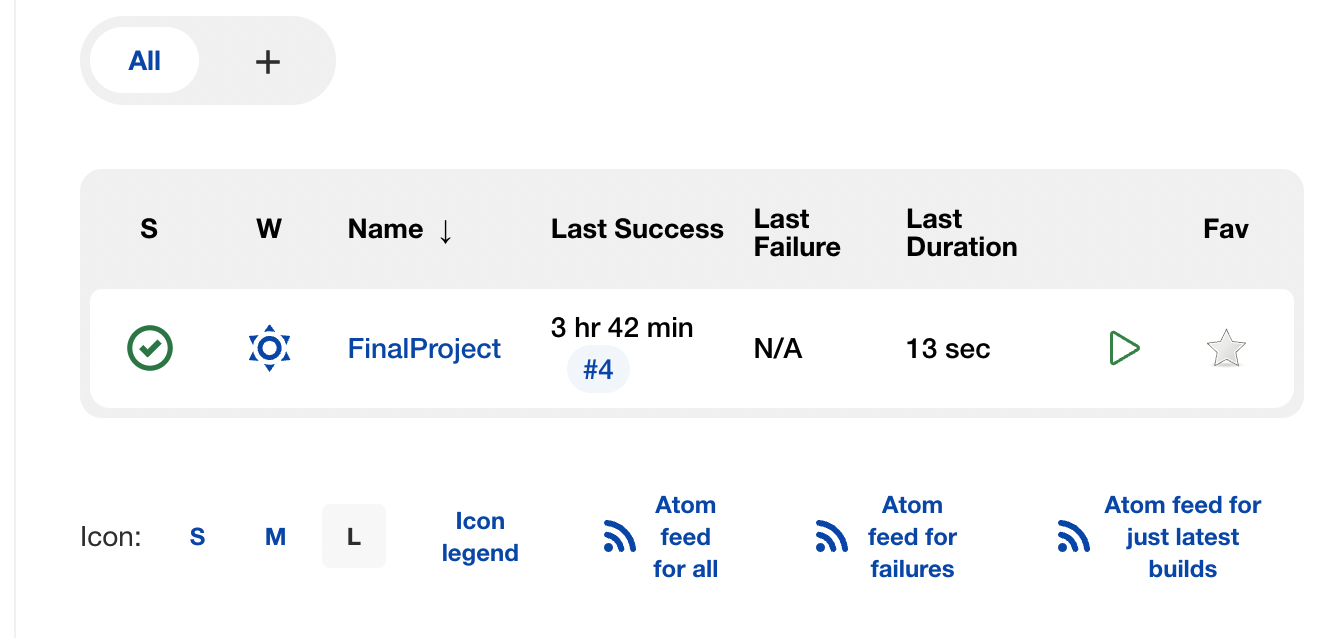 All +
S W Name ↓ Last Success Last Failure Last Duration Fav
FinalProject 3 hr 42 min #4 N/A 13 sec
Icon: S M L
Icon legend
Atom feed for all
Atom feed for failures
Atom feed for just latest builds